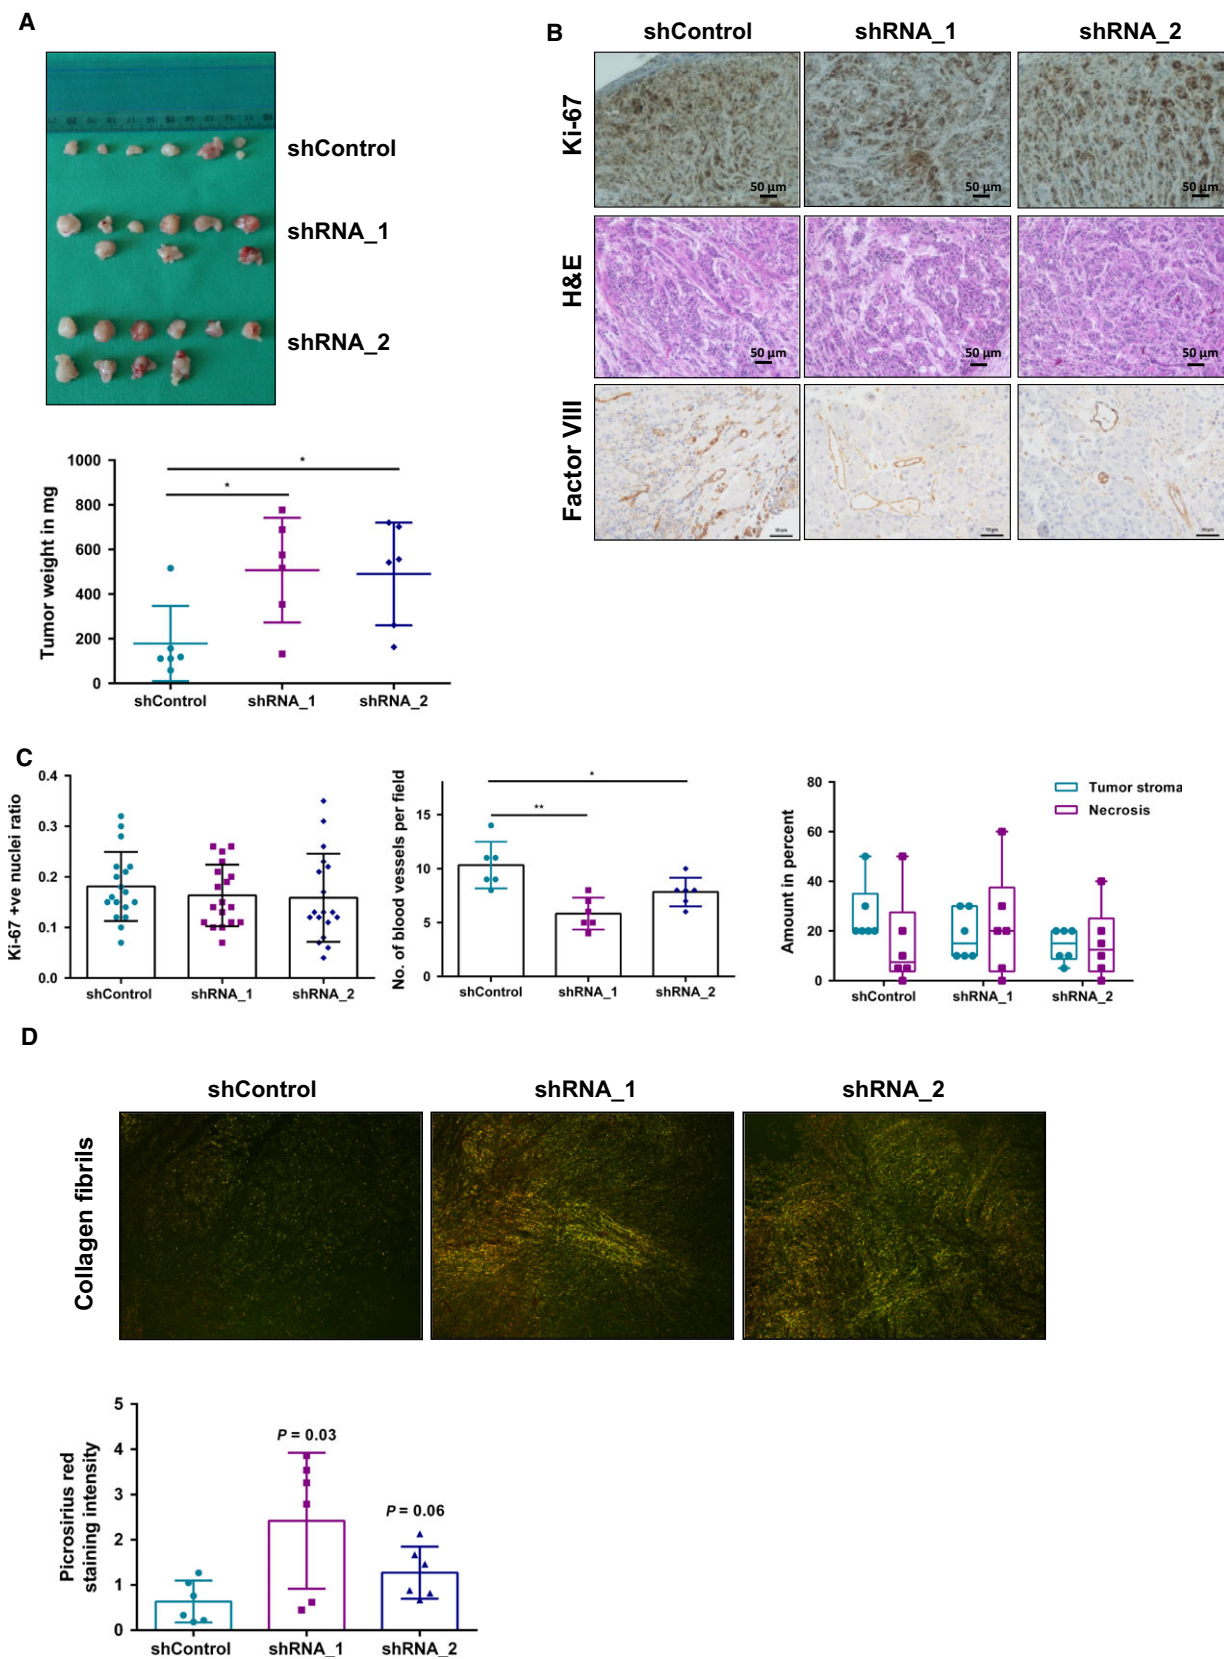 A
shControl
shRNA_1
shRNA_2
1000
800
600
400
200
0
Tumor weight in mg
*
*
shControl shRNA_1 shRNA_2
B
shControl shRNA_1 shRNA_2
Ki-67
50 µm 50 µm 50 µm
H&E
50 µm 50 µm 50 µm
Factor VIII
C
0.4
0.3
0.2
0.1
0.0
Ki-67 +ve nuclei ratio
shControl shRNA_1 shRNA_2
15
10
5
0
No. of blood vessels per field
*
**
shControl shRNA_1 shRNA_2
80
60
40
20
0
Amount in percent
Tumor stroma
Necrosis
shControl shRNA_1 shRNA_2
D
shControl shRNA_1 shRNA_2
Collagen fibrils
5
4
3
2
1
0
Picrosirius red
staining intensity
P = 0.03
P = 0.06
shControl shRNA_1 shRNA_2